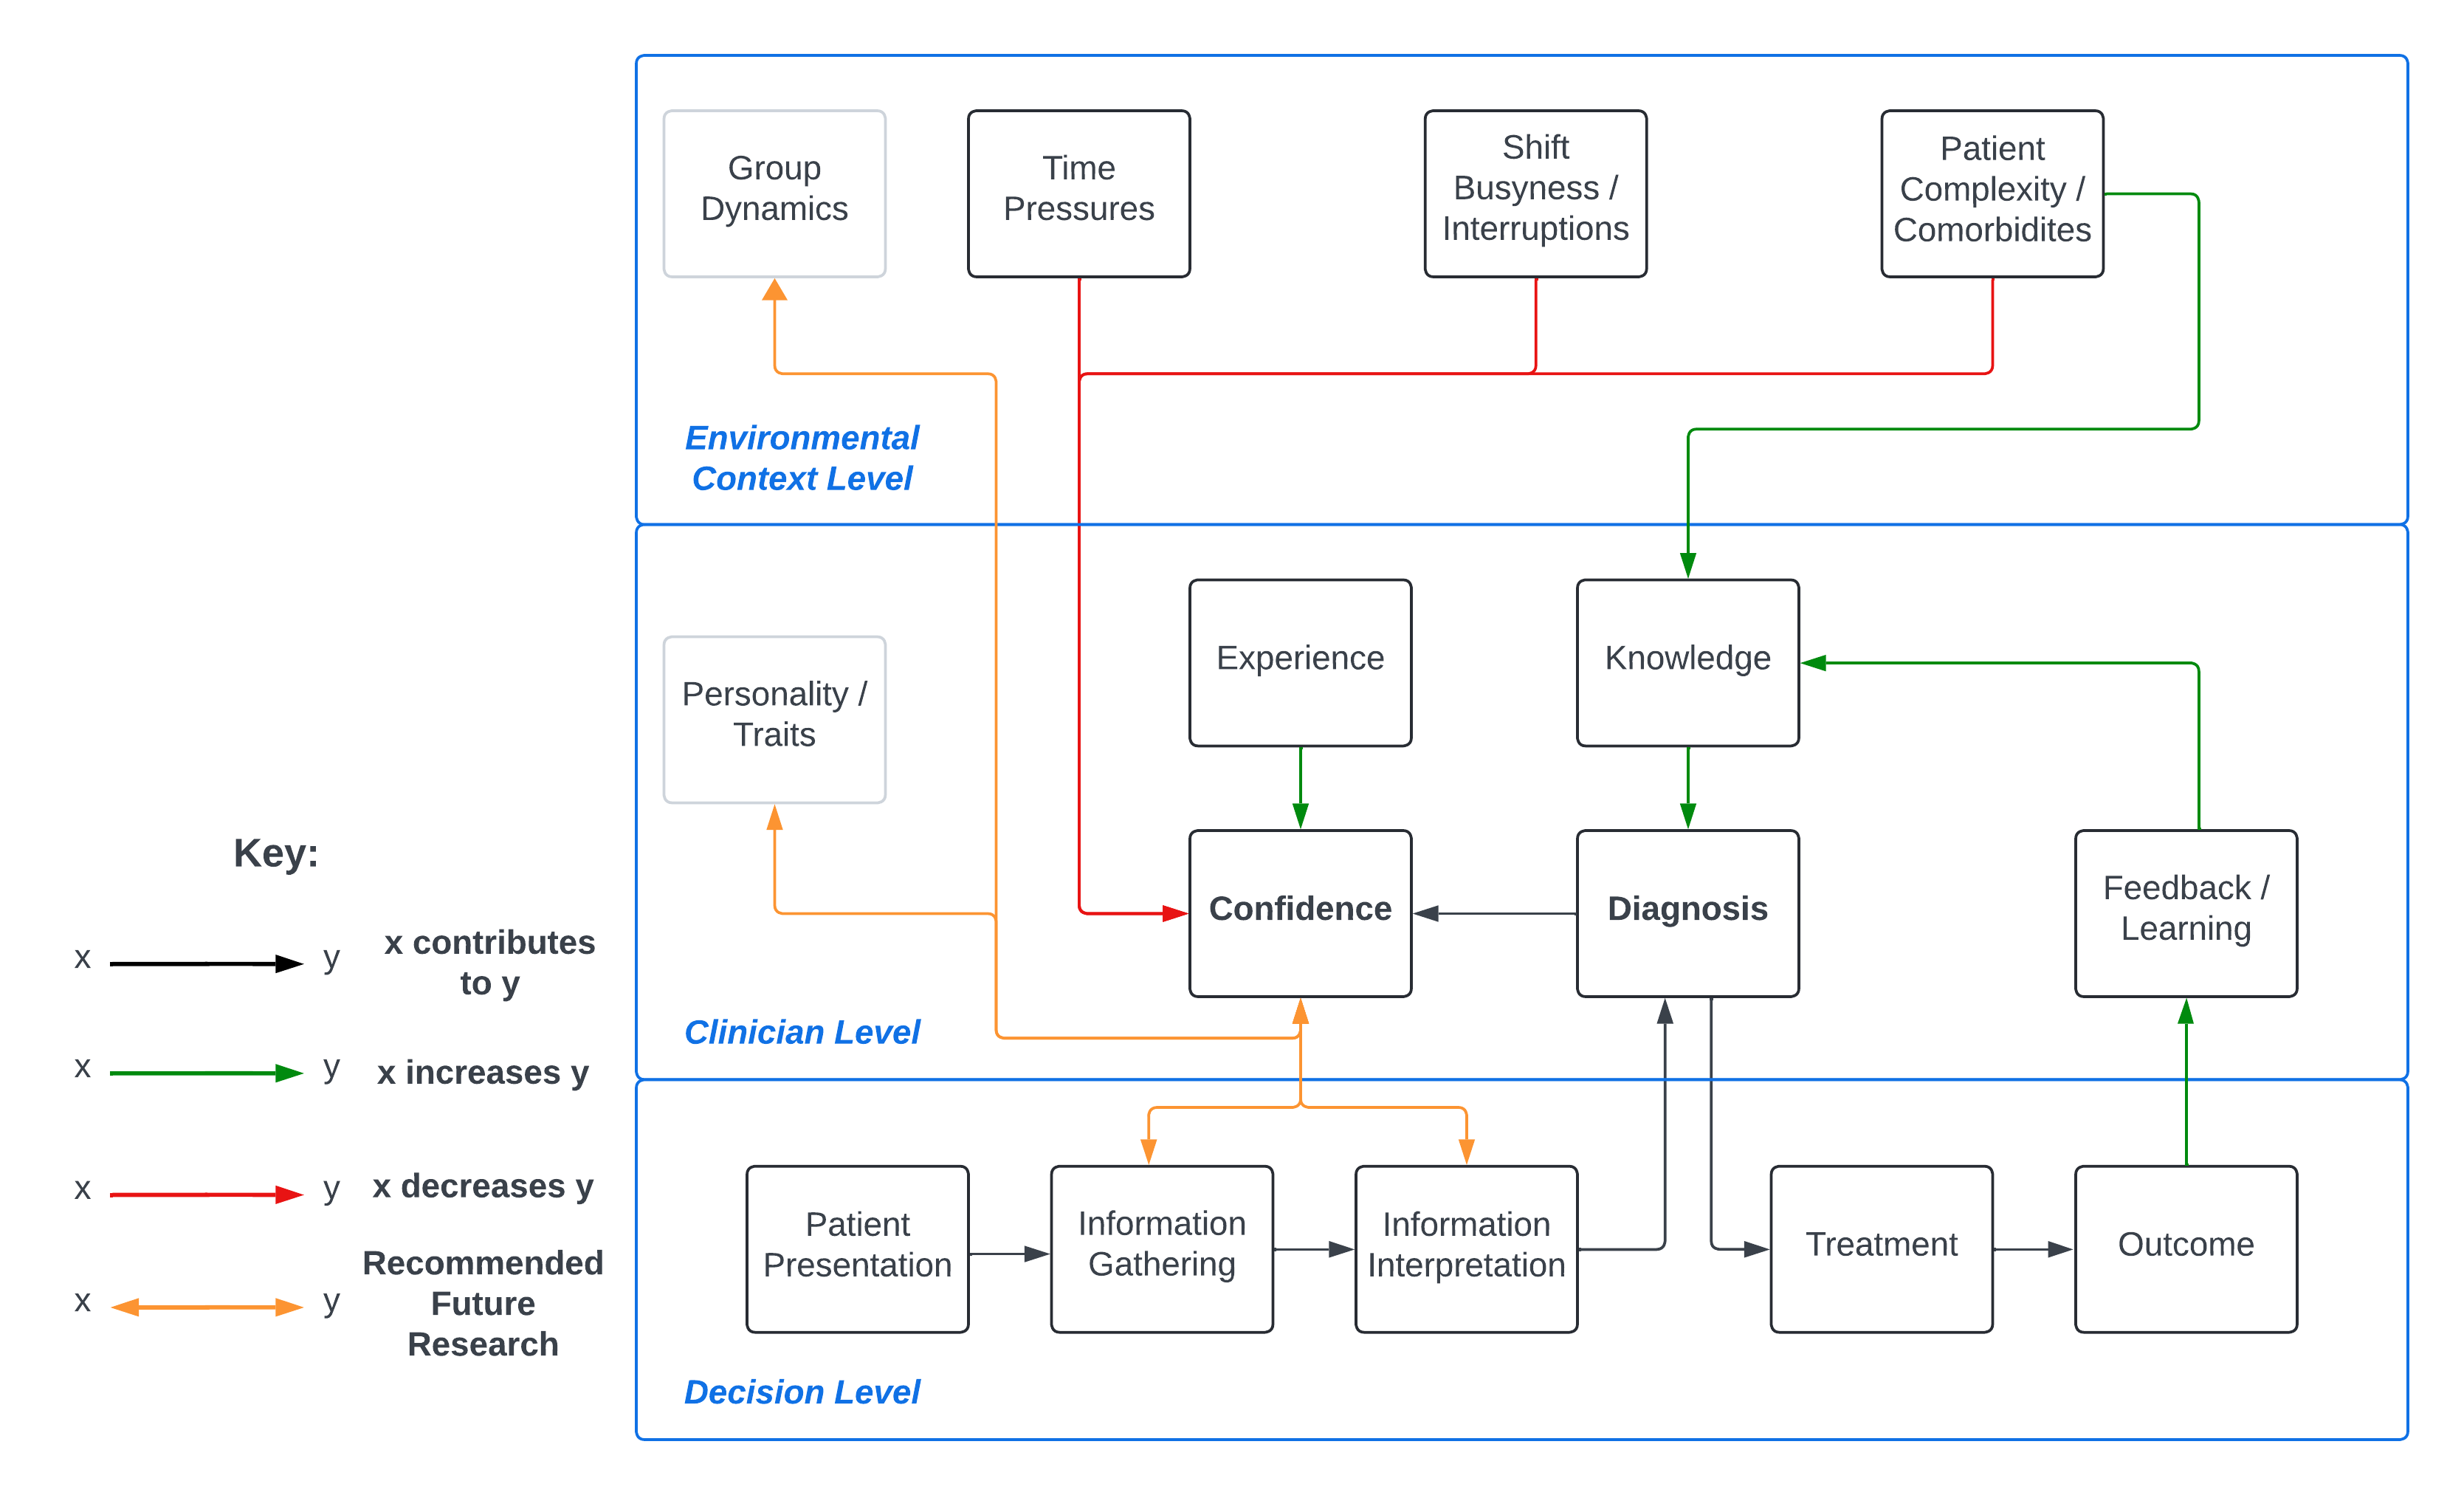 Group
Dynamics
Time
Pressures
Shift
Busyness /
Interruptions
Patient
Complexity /
Comorbidites
Environmental
Context Level
Experience
Knowledge
Personality /
Traits
Confidence
Diagnosis
Feedback /
Learning
Clinician Level
Patient
Presentation
Information
Gathering
Information
Interpretation
Treatment
Outcome
Decision Level
Key:
x y x contributes
to y
x y x increases y
x y x decreases y
x y Recommended
Future
Research